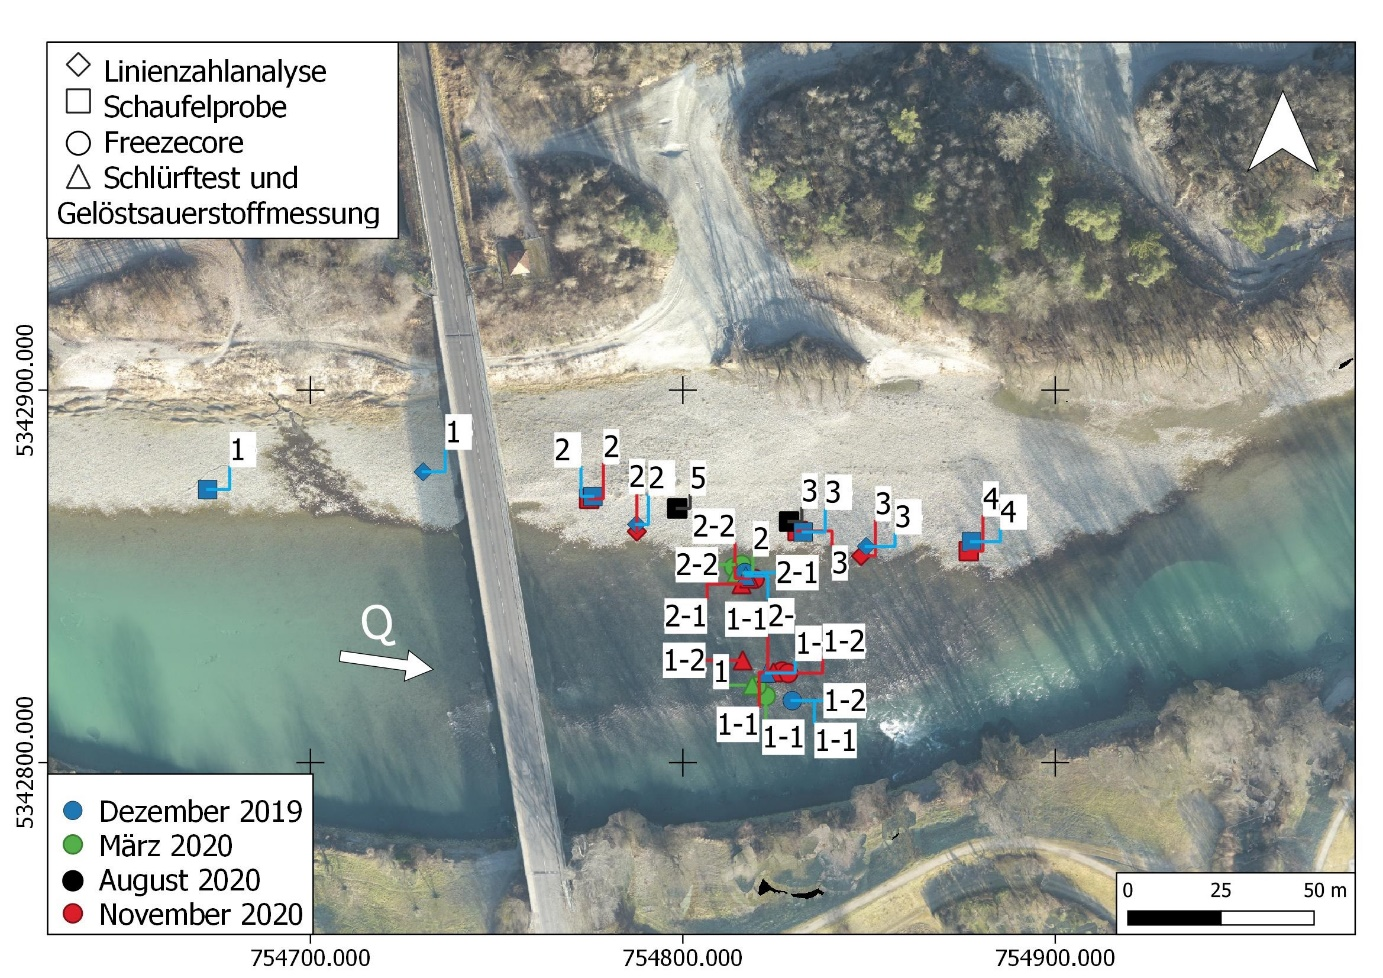 Linienzahlanalyse
Schaufelprobe
Freezecore
Schlürftest und
Gelöstsauerstoffmessung
5342900.000
1
1
2
2
2
2
5
3
3
3
3
4
4
2-2
2
2-2
2-1
3
2-1
1-1
2-
Q
1-
1-2
1-2
1
1-2
1-1
1-1
1-1
5342800.000
Dezember 2019
März 2020
August 2020
November 2020
0 25 50 m
754700.000 754800.000 754900.000